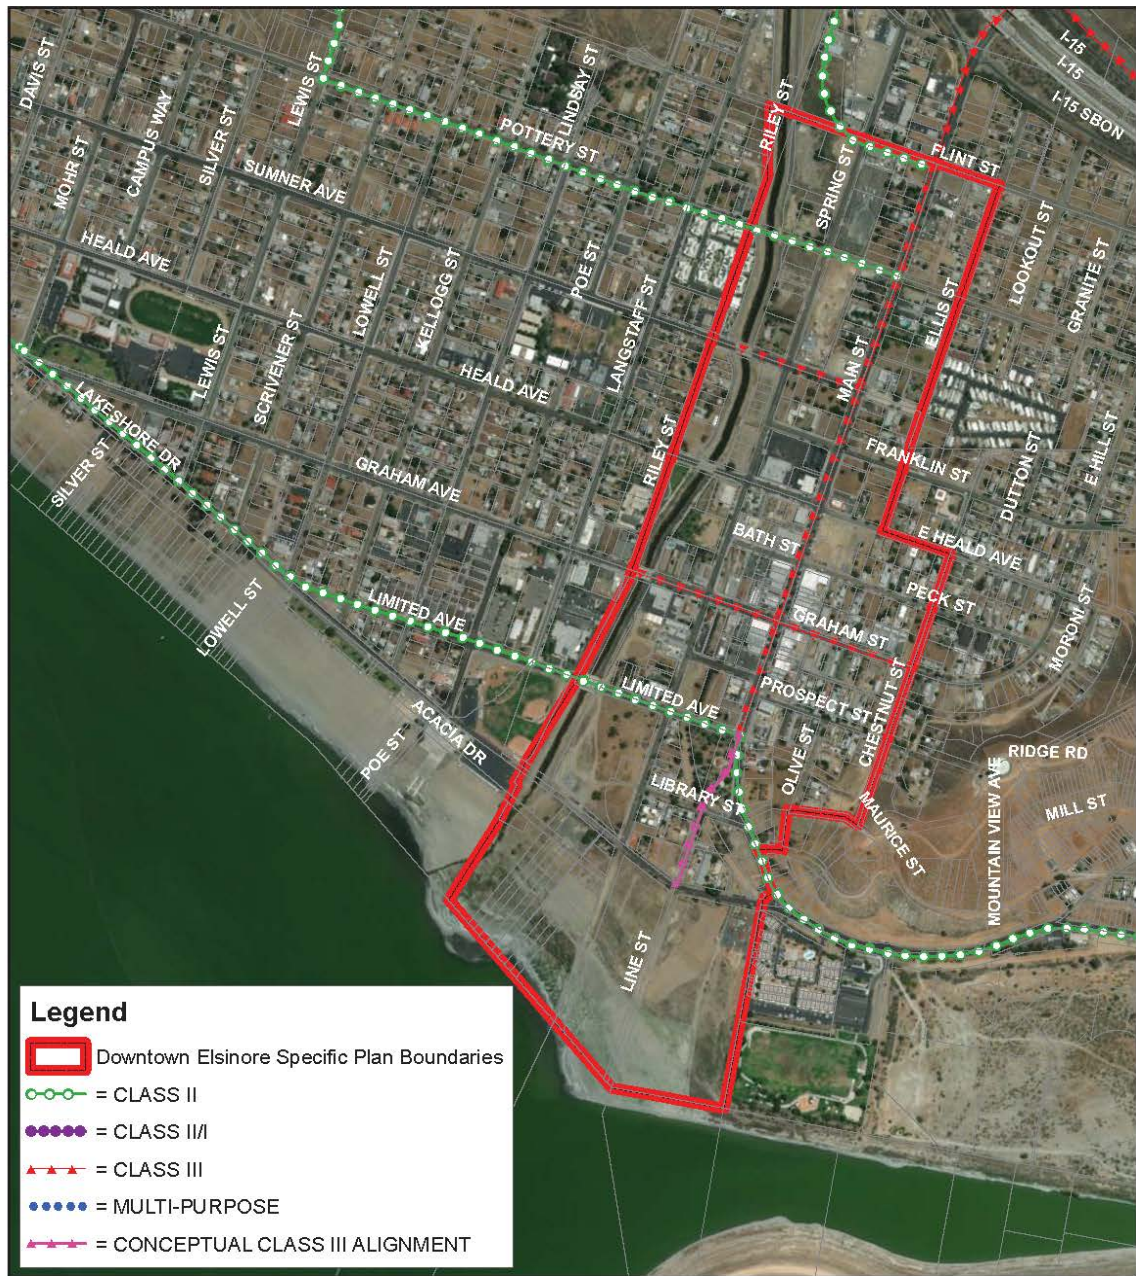 I-15
I-15
I-15 SBON
DAVIS ST
LEWIS ST
LINDSAY ST
RILEY ST
CAMPUS WAY
SILVER ST
POTTERY ST
MOHR ST
SUMNER AVE
SPRING ST
FLINT ST
HEALD AVE
LOWELL ST
KELLOGG ST
POE ST
LANGSTAFF ST
LOOKOUT ST
GRANITE ST
ELLIS ST
MAIN ST
LEWIS ST
SCRIVENER ST
HEALD AVE
LAKESHORE DR
SILVER ST
GRAHAM AVE
RILEY ST
FRANKLIN ST
DUTTON ST
E HILL ST
BATH ST
E HEALD AVE
PECK ST
LOWELL ST
LIMITED AVE
GRAHAM ST
MORONI ST
LIMITED AVE
PROSPECT ST
CHESTNUT ST
ACACIA DR
POE ST
OLIVE ST
LIBRARY ST
MAURICE ST
RIDGE RD
MILL ST
MOUNTAIN VIEW AVE
LINE ST
Legend
Downtown Elsinore Specific Plan Boundaries
= CLASS II
= CLASS II/I
= CLASS III
= MULTI-PURPOSE
= CONCEPTUAL CLASS III ALIGNMENT